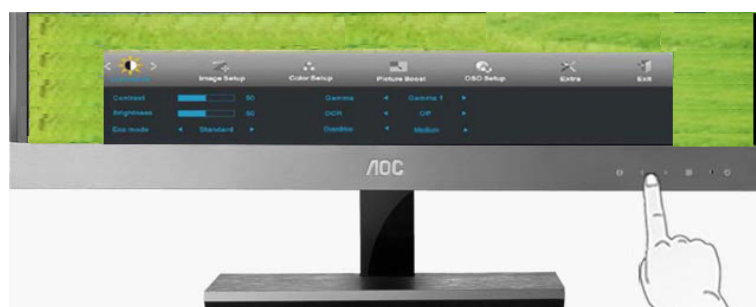 Image Setup Color Setup Picture Boost OSD Setup Extra Exit
Contrast 50 Gamma Gamma 1
Brightness 50 DCR Off
Eco mode Standard Overdrive Medium
AOC